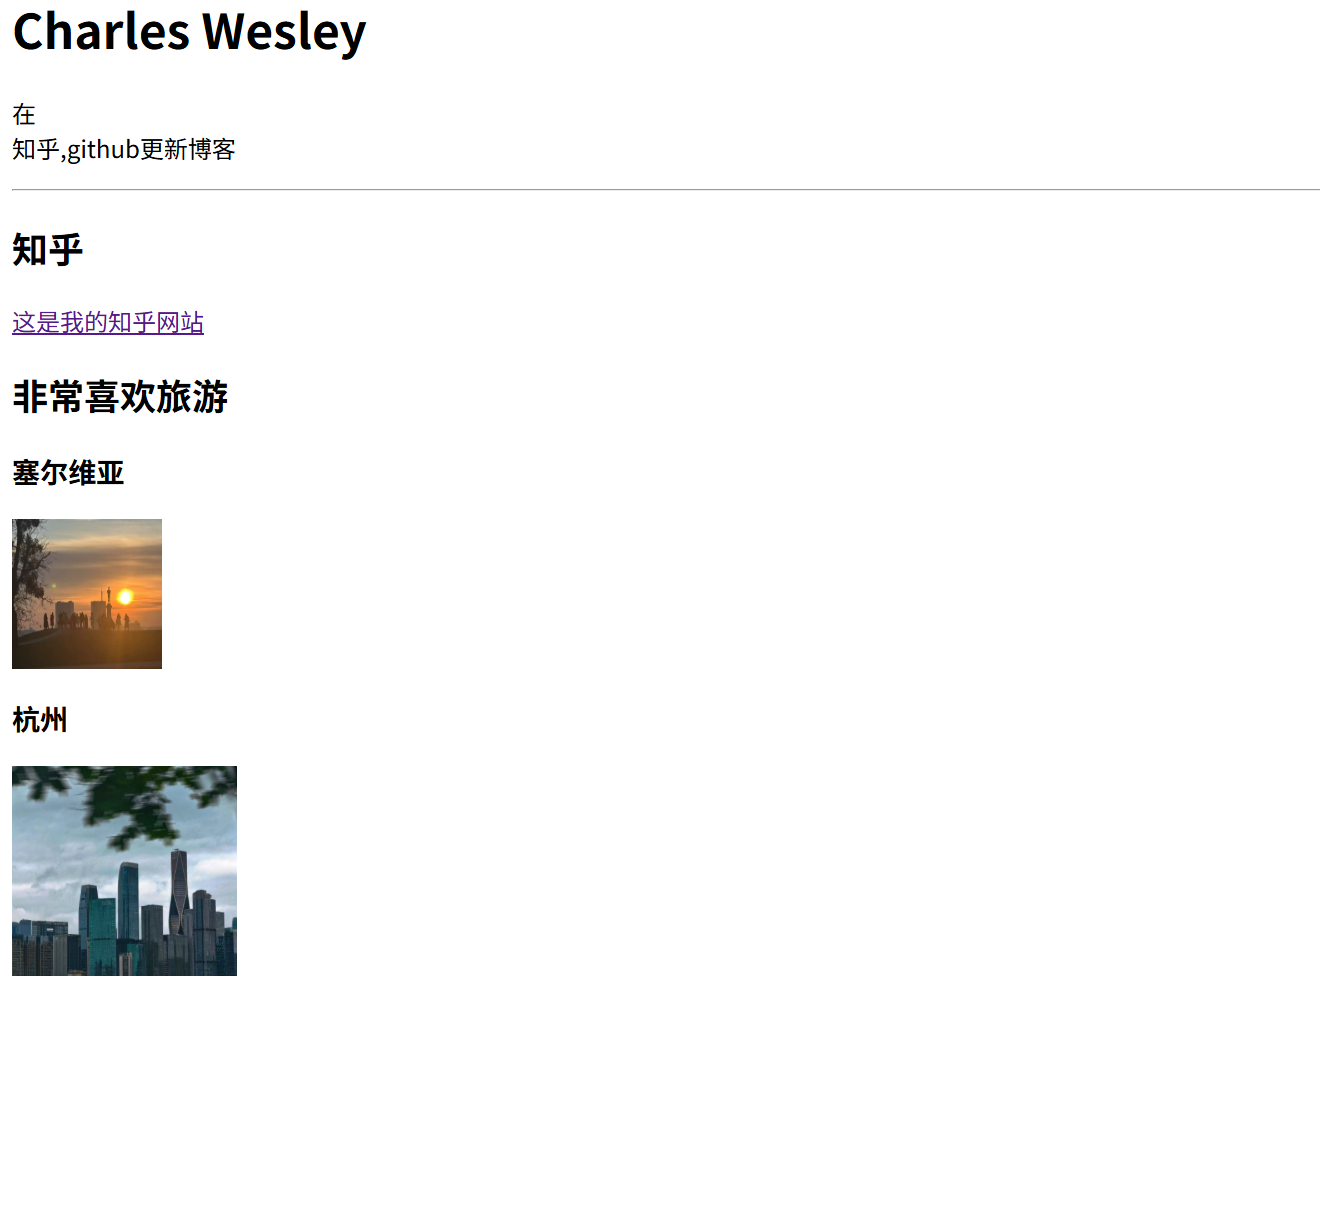 Charles Wesley
在
知乎,github更新博客
知乎
这是我的知乎网站
非常喜欢旅游
塞尔维亚
杭州